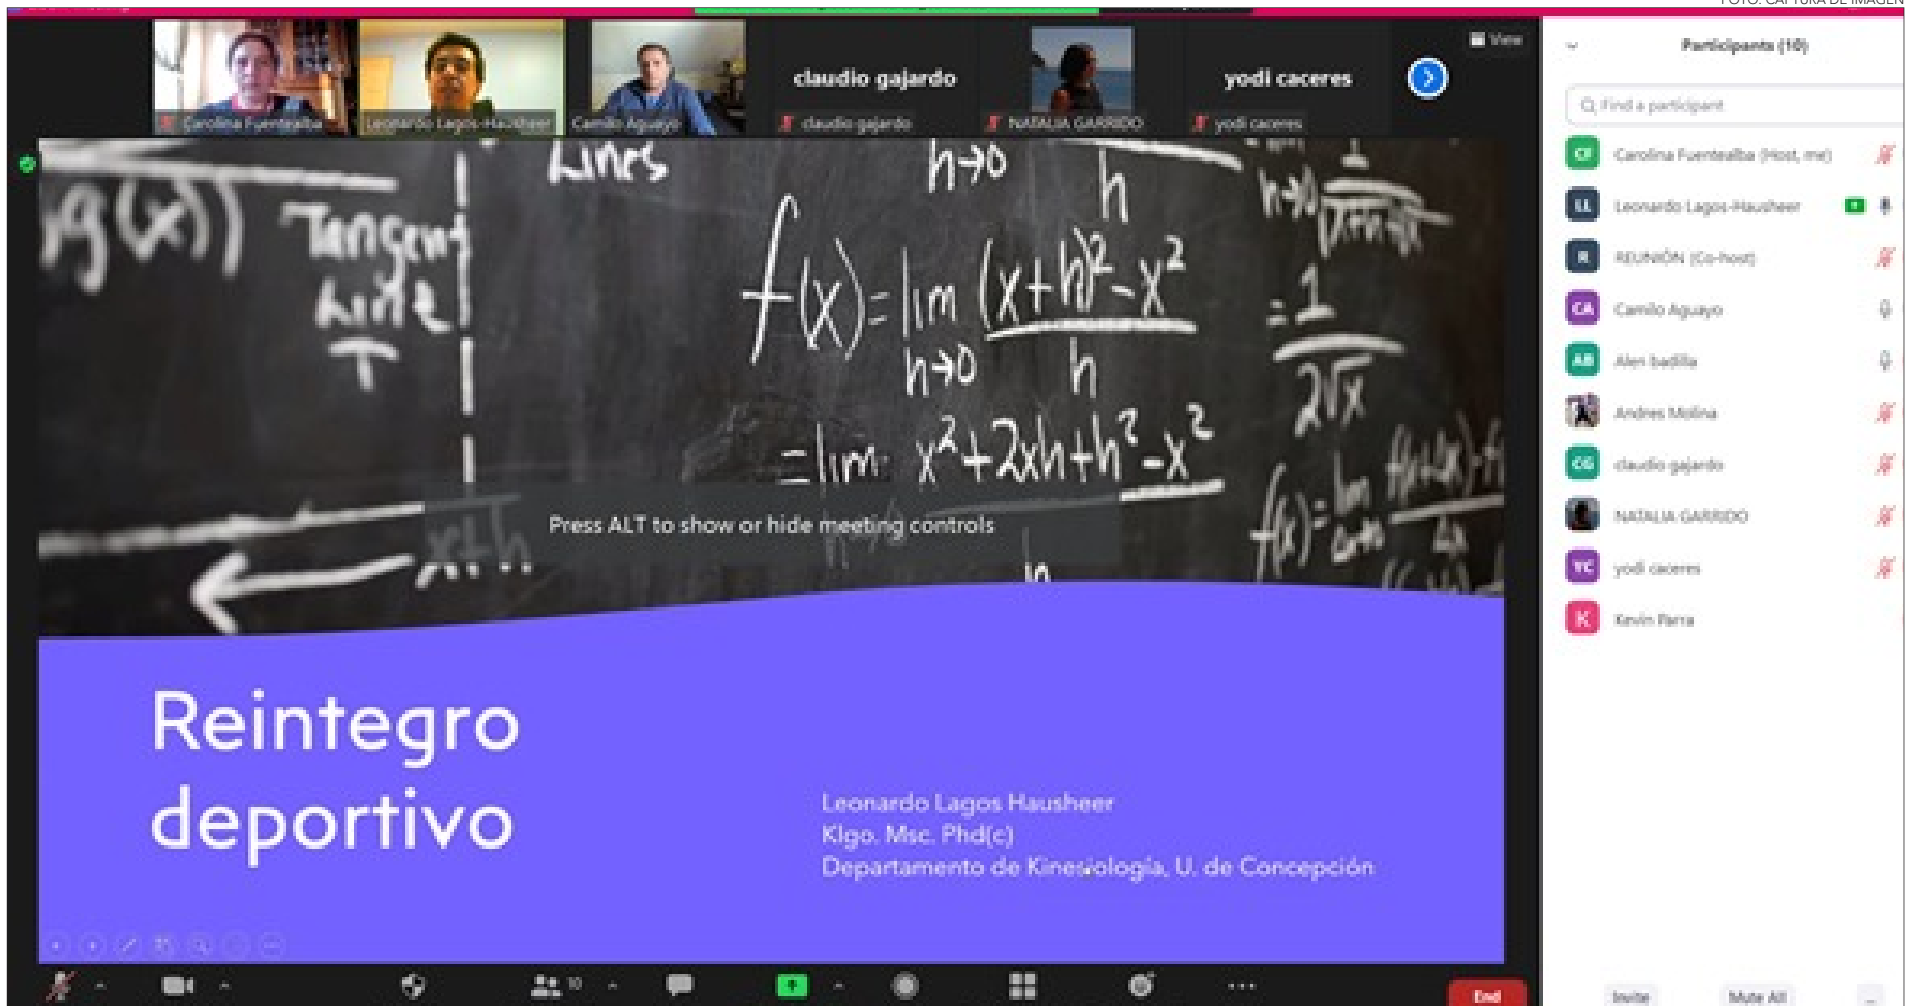 FOTO: CAPTURA DE IMAGEN
View
claudio gajardo
yodi caceres
Carolina Fuentealba
Leonardo Lagos-Hausheer
Camilo Aguayo
claudio gajardo
NATALIA GARRIDO
yodi caceres
Lines
h→0
h
g(x))
Tangent
Line
T
f(x) = lim (x+h)² - x²
h→0 h
= 1
2√x
= lim x² + 2xh + h² - x²
h
x+h
Press ALT to show or hide meeting controls
Reintegro
deportivo
Leonardo Lagos Hausheer
Klgo. Msc. Phd(c)
Departamento de Kinesiología, U. de Concepción
10
End
Participants (10)
Find a participant
CF Carolina Fuentealba (Host, me)
LL Leonardo Lagos-Hausheer
R REUNIÓN (Co-host)
CA Camilo Aguayo
AB Alen badilla
Andres Molina
CG claudio gajardo
NATALIA GARRIDO
YC yodi caceres
K Kevin Parra
Invite
Mute All